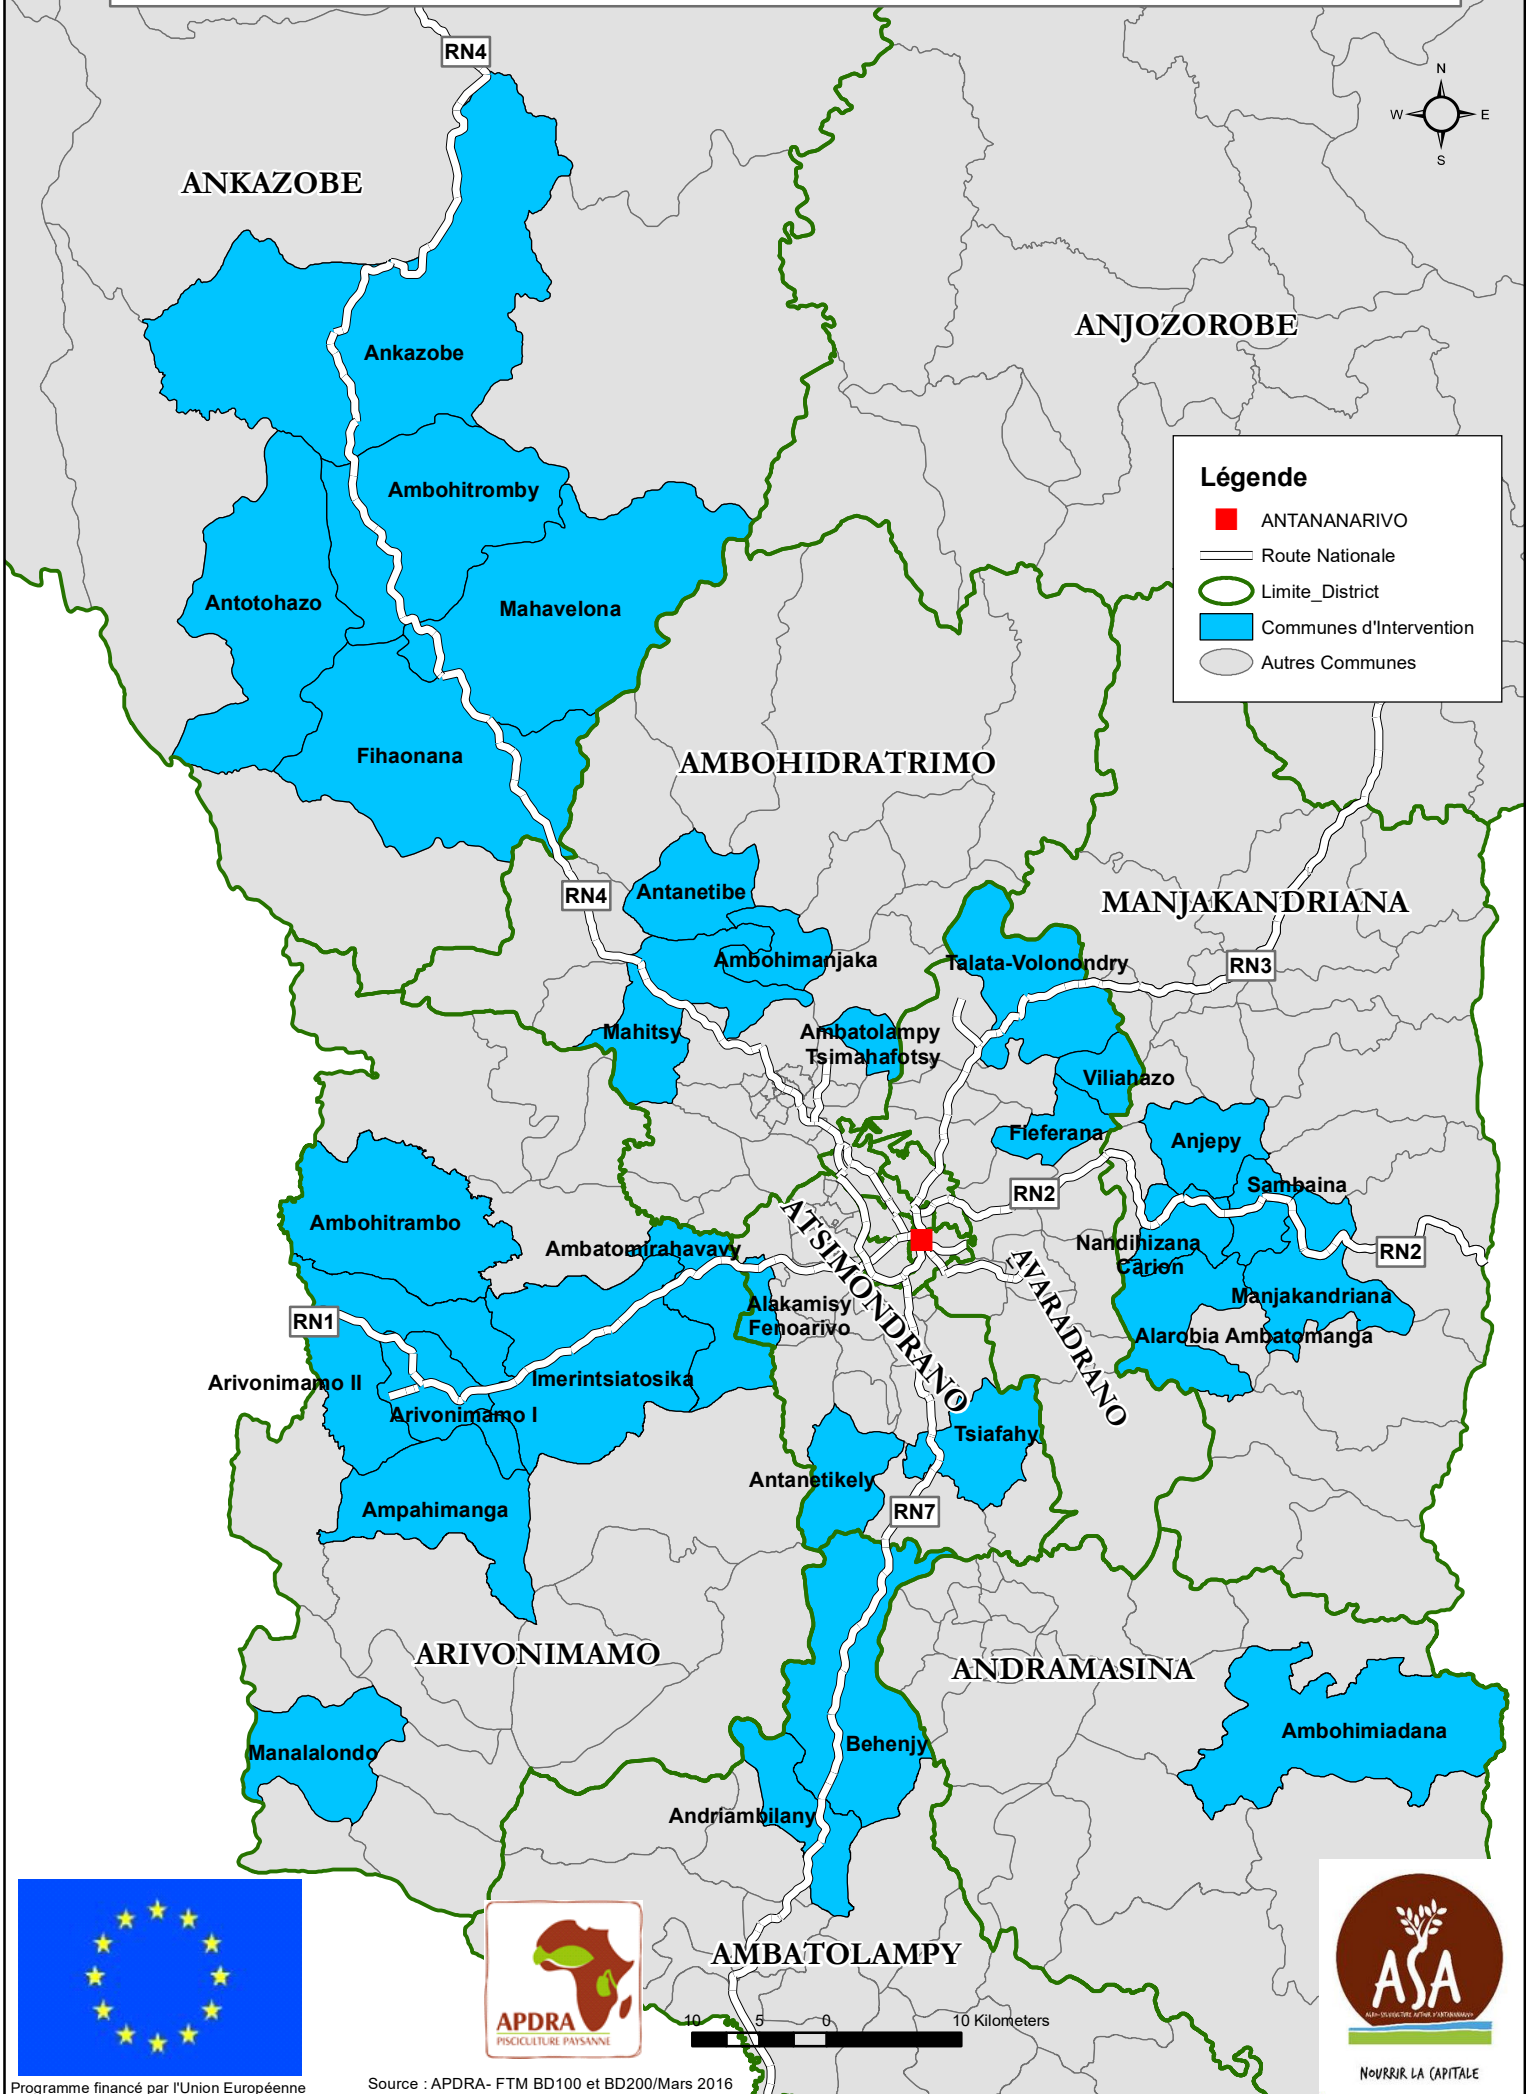 RN4
N
W E
S
ANKAZOBE
ANJOZOROBE
Ankazobe
Légende
ANTANANARIVO
Route Nationale
Limite_District
Communes d'Intervention
Autres Communes
Ambohitromby
Antotohazo
Mahavelona
Fihaonana
AMBOHIDRATRIMO
RN4
Antanetibe
MANJAKANDRIANA
Ambohimanjaka
Talata-Volonondry
RN3
Mahitsy
Ambatolampy
Tsimahafotsy
Viliahazo
Fieferana
Anjepy
Sambaina
RN2
Ambohitrambo
Ambatomirahavavy
ATSIMONDRANO
AVARADRANO
Nandihizana
Carion
RN2
Manjakandriana
Alakamisy
Fenoarivo
RN1
Alarobia Ambatomanga
Arivonimamo II
Imerintsiatosika
Arivonimamo I
Tsiafahy
Antanetikely
Ampahimanga
RN7
ARIVONIMAMO
ANDRAMASINA
Manalalondo
Behenjy
Ambohimiadana
Andriambilany
AMBATOLAMPY
APDRA
PISCICULTURE PAYSANNE
10 5 0 10 Kilometers
ASA
AGRO-SYLVICULTURE AUTOUR D'ANTANANARIVO
NOURRIR LA CAPITALE
Programme financé par l'Union Européenne
Source : APDRA- FTM BD100 et BD200/Mars 2016